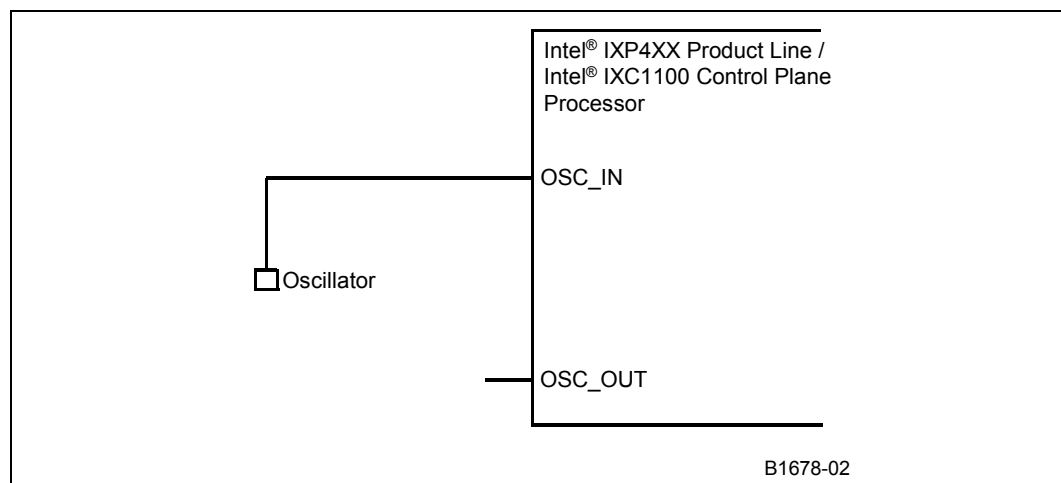 Intel® IXP4XX Product Line /
Intel® IXC1100 Control Plane
Processor
OSC_IN
Oscillator
OSC_OUT
B1678-02